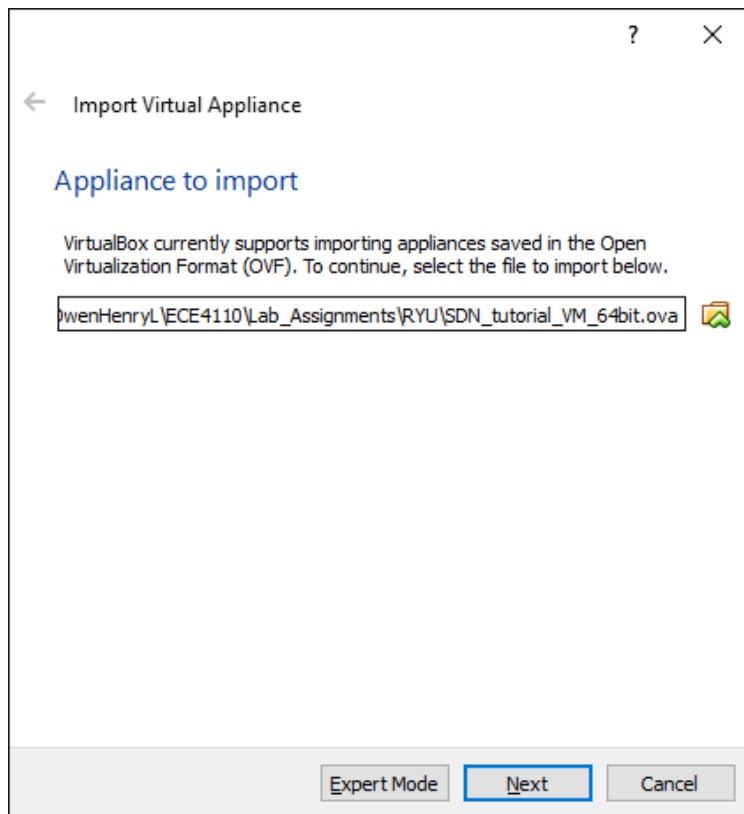 ?
Import Virtual Appliance
Appliance to import
VirtualBox currently supports importing appliances saved in the Open
Virtualization Format (OVF). To continue, select the file to import below.
wenHenryL\ECE4110\Lab_Assignments\RYU\SDN_tutorial_VM_64bit.ova
Expert Mode Next Cancel